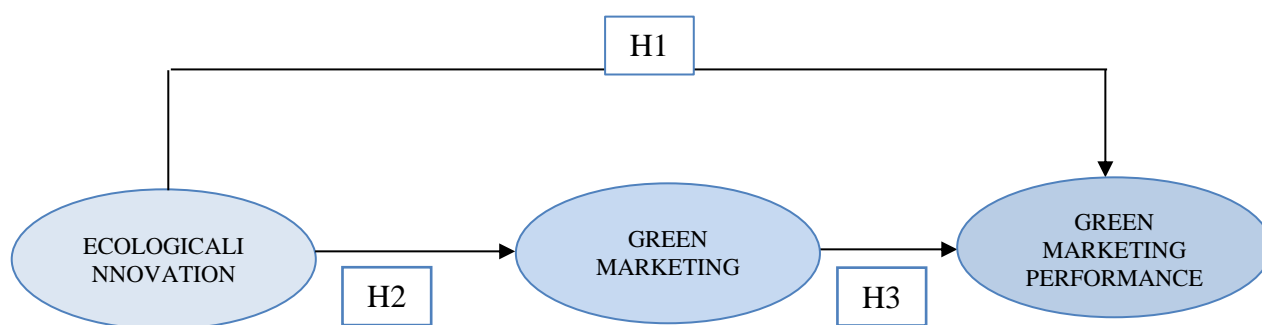 H1
ECOLOGICALI
NNOVATION
H2
GREEN
MARKETING
H3
GREEN
MARKETING
PERFORMANCE